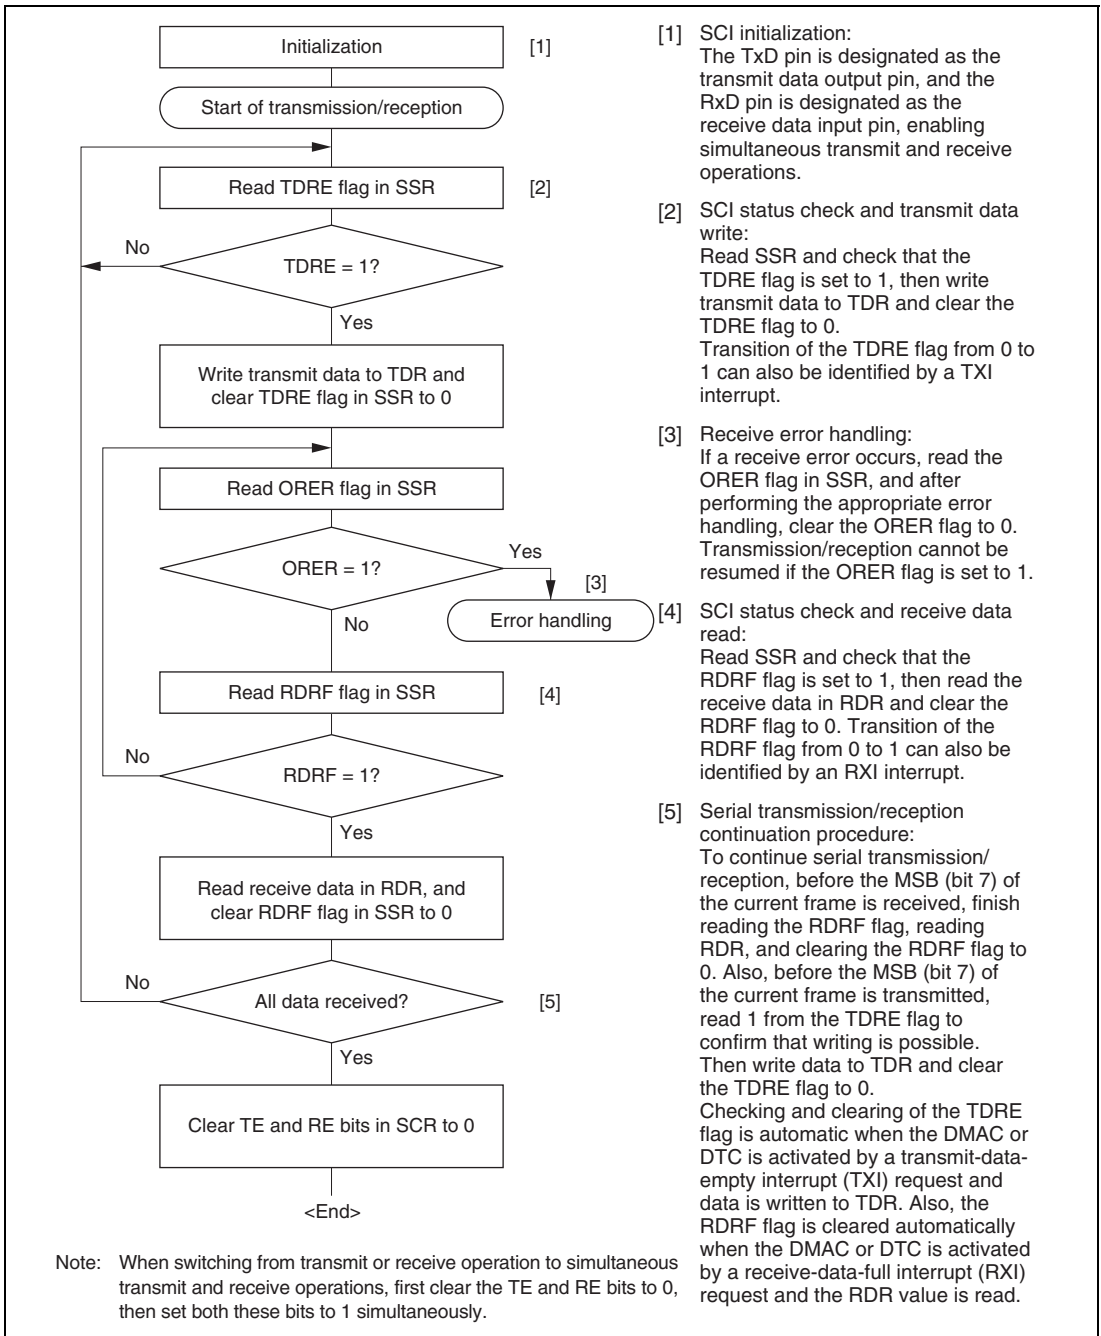 Initialization
[1]
Start of transmission/reception
Read TDRE flag in SSR
[2]
No
TDRE = 1?
Yes
Write transmit data to TDR and
clear TDRE flag in SSR to 0
Read ORER flag in SSR
Yes
ORER = 1?
[3]
Error handling
No
Read RDRF flag in SSR
[4]
No
RDRF = 1?
Yes
Read receive data in RDR, and
clear RDRF flag in SSR to 0
No
All data received?
[5]
Yes
Clear TE and RE bits in SCR to 0
<End>
[1] SCI initialization:
The TxD pin is designated as the
transmit data output pin, and the
RxD pin is designated as the
receive data input pin, enabling
simultaneous transmit and receive
operations.
[2] SCI status check and transmit data
write:
Read SSR and check that the
TDRE flag is set to 1, then write
transmit data to TDR and clear the
TDRE flag to 0.
Transition of the TDRE flag from 0 to
1 can also be identified by a TXI
interrupt.
[3] Receive error handling:
If a receive error occurs, read the
ORER flag in SSR, and after
performing the appropriate error
handling, clear the ORER flag to 0.
Transmission/reception cannot be
resumed if the ORER flag is set to 1.
[4] SCI status check and receive data
read:
Read SSR and check that the
RDRF flag is set to 1, then read the
receive data in RDR and clear the
RDRF flag to 0. Transition of the
RDRF flag from 0 to 1 can also be
identified by an RXI interrupt.
[5] Serial transmission/reception
continuation procedure:
To continue serial transmission/
reception, before the MSB (bit 7) of
the current frame is received, finish
reading the RDRF flag, reading
RDR, and clearing the RDRF flag to
0. Also, before the MSB (bit 7) of
the current frame is transmitted,
read 1 from the TDRE flag to
confirm that writing is possible.
Then write data to TDR and clear
the TDRE flag to 0.
Checking and clearing of the TDRE
flag is automatic when the DMAC or
DTC is activated by a transmit-data-
empty interrupt (TXI) request and
data is written to TDR. Also, the
RDRF flag is cleared automatically
when the DMAC or DTC is activated
by a receive-data-full interrupt (RXI)
request and the RDR value is read.
Note: When switching from transmit or receive operation to simultaneous
transmit and receive operations, first clear the TE and RE bits to 0,
then set both these bits to 1 simultaneously.